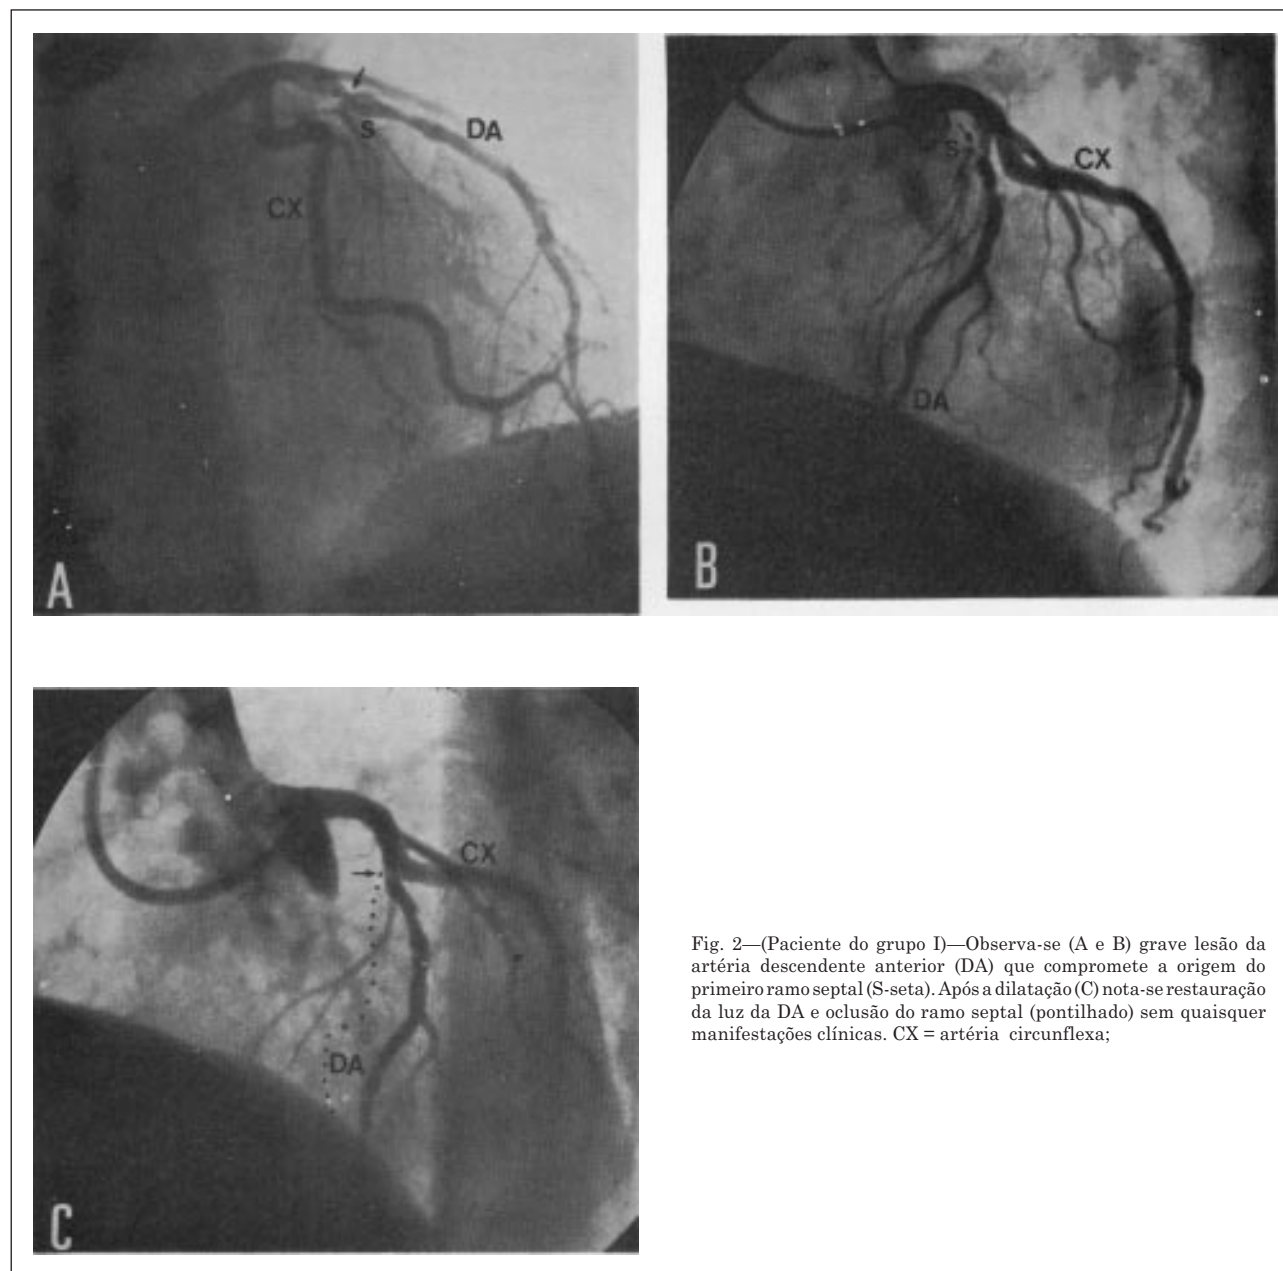 DA
S
CX
A
S
CX
DA
B
CX
DA
C
Fig. 2—(Paciente do grupo I)—Observa-se (A e B) grave lesão da
artéria descendente anterior (DA) que compromete a origem do
primeiro ramo septal (S-seta). Após a dilatação (C) nota-se restauração
da luz da DA e oclusão do ramo septal (pontilhado) sem quaisquer
manifestações clínicas. CX = artéria circunflexa;